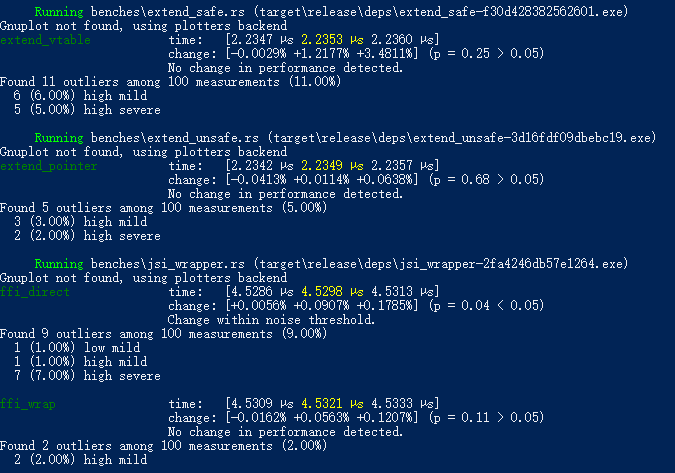 Running benches\extend_safe.rs (target\release\deps\extend_safe-f30d428382562601.exe)
Gnuplot not found, using plotters backend
extend_vtable time: [2.2347 µs 2.2353 µs 2.2360 µs]
change: [-0.0029% +1.2177% +3.4811%] (p = 0.25 > 0.05)
No change in performance detected.
Found 11 outliers among 100 measurements (11.00%)
6 (6.00%) high mild
5 (5.00%) high severe
Running benches\extend_unsafe.rs (target\release\deps\extend_unsafe-3d16fdf09dbebc19.exe)
Gnuplot not found, using plotters backend
extend_pointer time: [2.2342 µs 2.2349 µs 2.2357 µs]
change: [-0.0413% +0.0114% +0.0638%] (p = 0.68 > 0.05)
No change in performance detected.
Found 5 outliers among 100 measurements (5.00%)
3 (3.00%) high mild
2 (2.00%) high severe
Running benches\jsi_wrapper.rs (target\release\deps\jsi_wrapper-2fa4246db57e1264.exe)
Gnuplot not found, using plotters backend
ffi_direct time: [4.5286 µs 4.5298 µs 4.5313 µs]
change: [+0.0056% +0.0907% +0.1785%] (p = 0.04 < 0.05)
Change within noise threshold.
Found 9 outliers among 100 measurements (9.00%)
1 (1.00%) low mild
1 (1.00%) high mild
7 (7.00%) high severe
ffi_wrap time: [4.5309 µs 4.5321 µs 4.5333 µs]
change: [-0.0162% +0.0563% +0.1207%] (p = 0.11 > 0.05)
No change in performance detected.
Found 2 outliers among 100 measurements (2.00%)
2 (2.00%) high mild